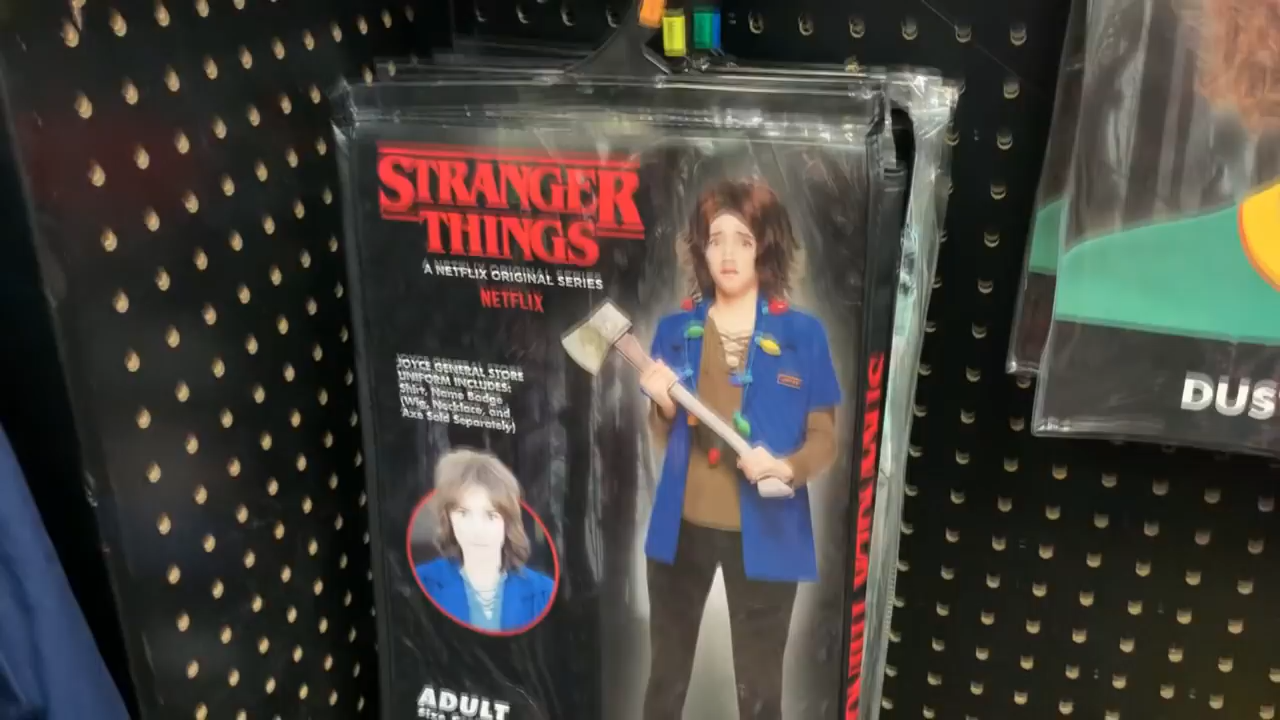 STRANGER
THINGS
A NETFLIX ORIGINAL SERIES
NETFLIX
JOYCE GENERAL STORE
UNIFORM INCLUDES:
Shirt, Name Badge
(Wig, Necklace, and
Axe Sold Separately)
ADULT
DUS